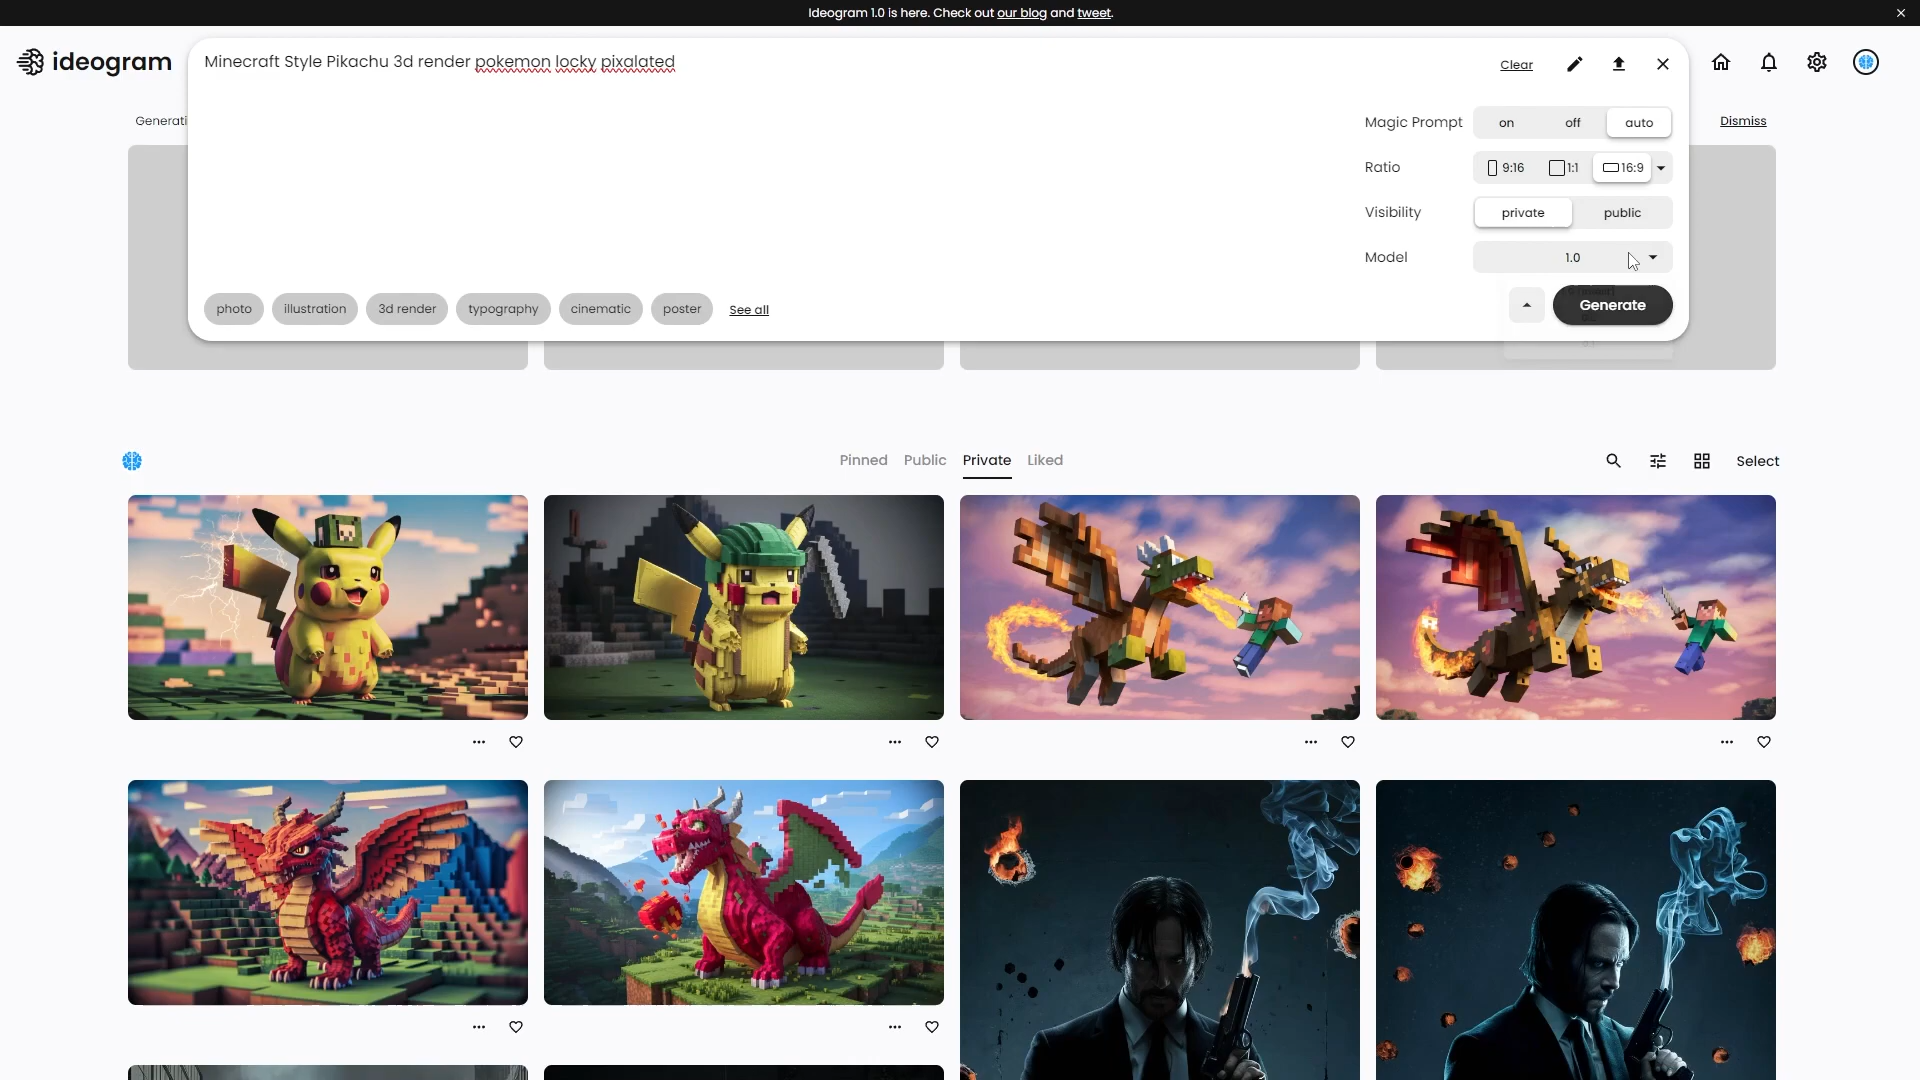 Ideogram 1.0 is here. Check out our blog and tweet.
ideogram
Minecraft Style Pikachu 3d render pokemon locky pixalated
Clear
Magic Prompt on off auto
Generati
Dismiss
Ratio 9:16 1:1 16:9
Visibility private public
Model 1.0
photo illustration 3d render typography cinematic poster See all
Generate
Pinned Public Private Liked
Select